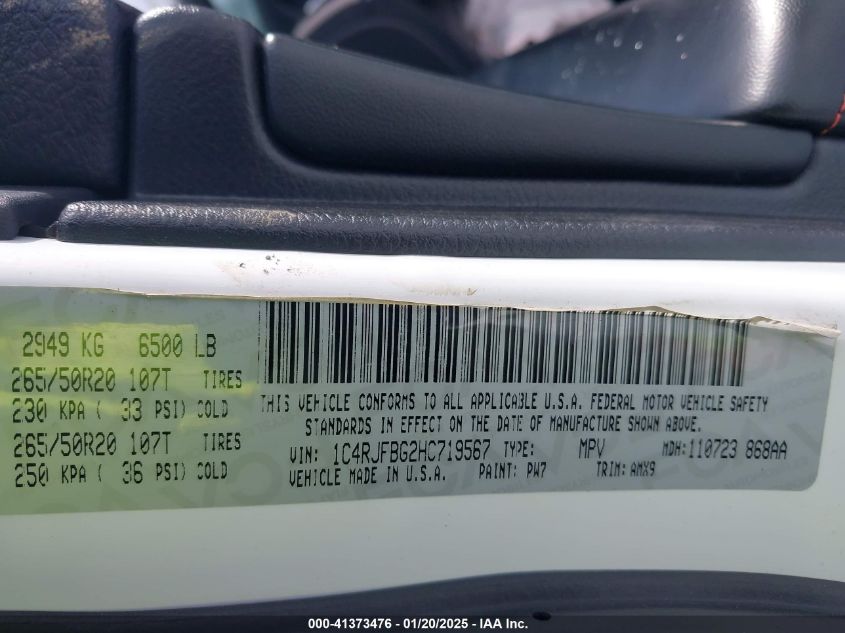 2949 KG 6500 LB
265/50R20 107T TIRES
230 KPA ( 33 PSI) COLD
265/50R20 107T TIRES
250 KPA ( 36 PSI) COLD
THIS VEHICLE CONFORMS TO ALL APPLICABLE U.S.A. FEDERAL MOTOR VEHICLE SAFETY
STANDARDS IN EFFECT ON THE DATE OF MANUFACTURE SHOWN ABOVE.
VIN: 1C4RJFBG2HC719567 TYPE: MPV MDH:110723 868AA
VEHICLE MADE IN U.S.A. PAINT: PW7 TRIM: AMX9
000-41373476 - 01/20/2025 - IAA Inc.